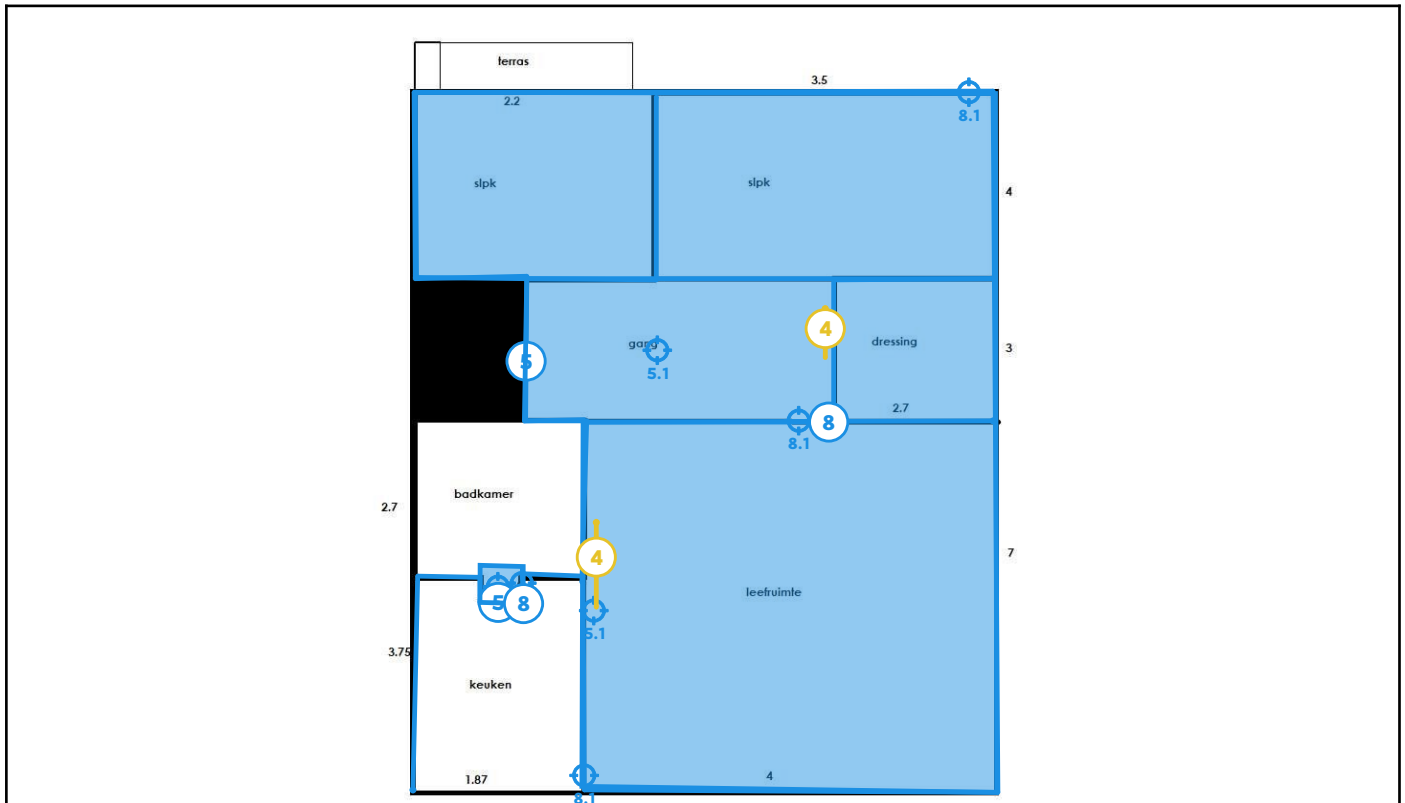 terras
3.5
2.2
8.1
slpk
slpk
4
4
gang
dressing
3
5
5.1
2.7
8
8.1
badkamer
2.7
4
leefruimte
7
5
8
5.1
3.75
keuken
1.87
4
8.1